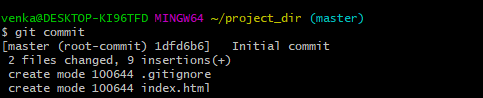 venka@DESKTOP-KI96TFD MINGW64 ~/project_dir (master)
$ git commit
[master (root-commit) 1dfd6b6]   Initial commit
 2 files changed, 9 insertions(+)
 create mode 100644 .gitignore
 create mode 100644 index.html